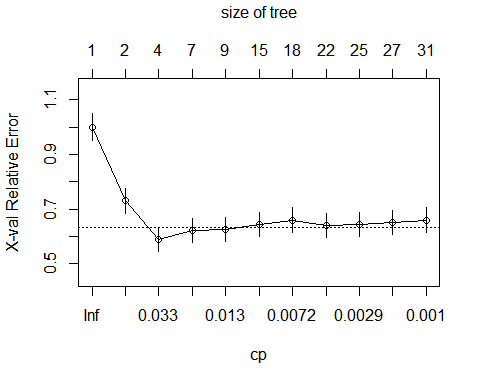 size of tree
1 2 4 7 9 15 18 22 25 27 31
X-val Relative Error
1.1
0.9
0.7
0.5
Inf 0.033 0.013 0.0072 0.0029 0.001
cp